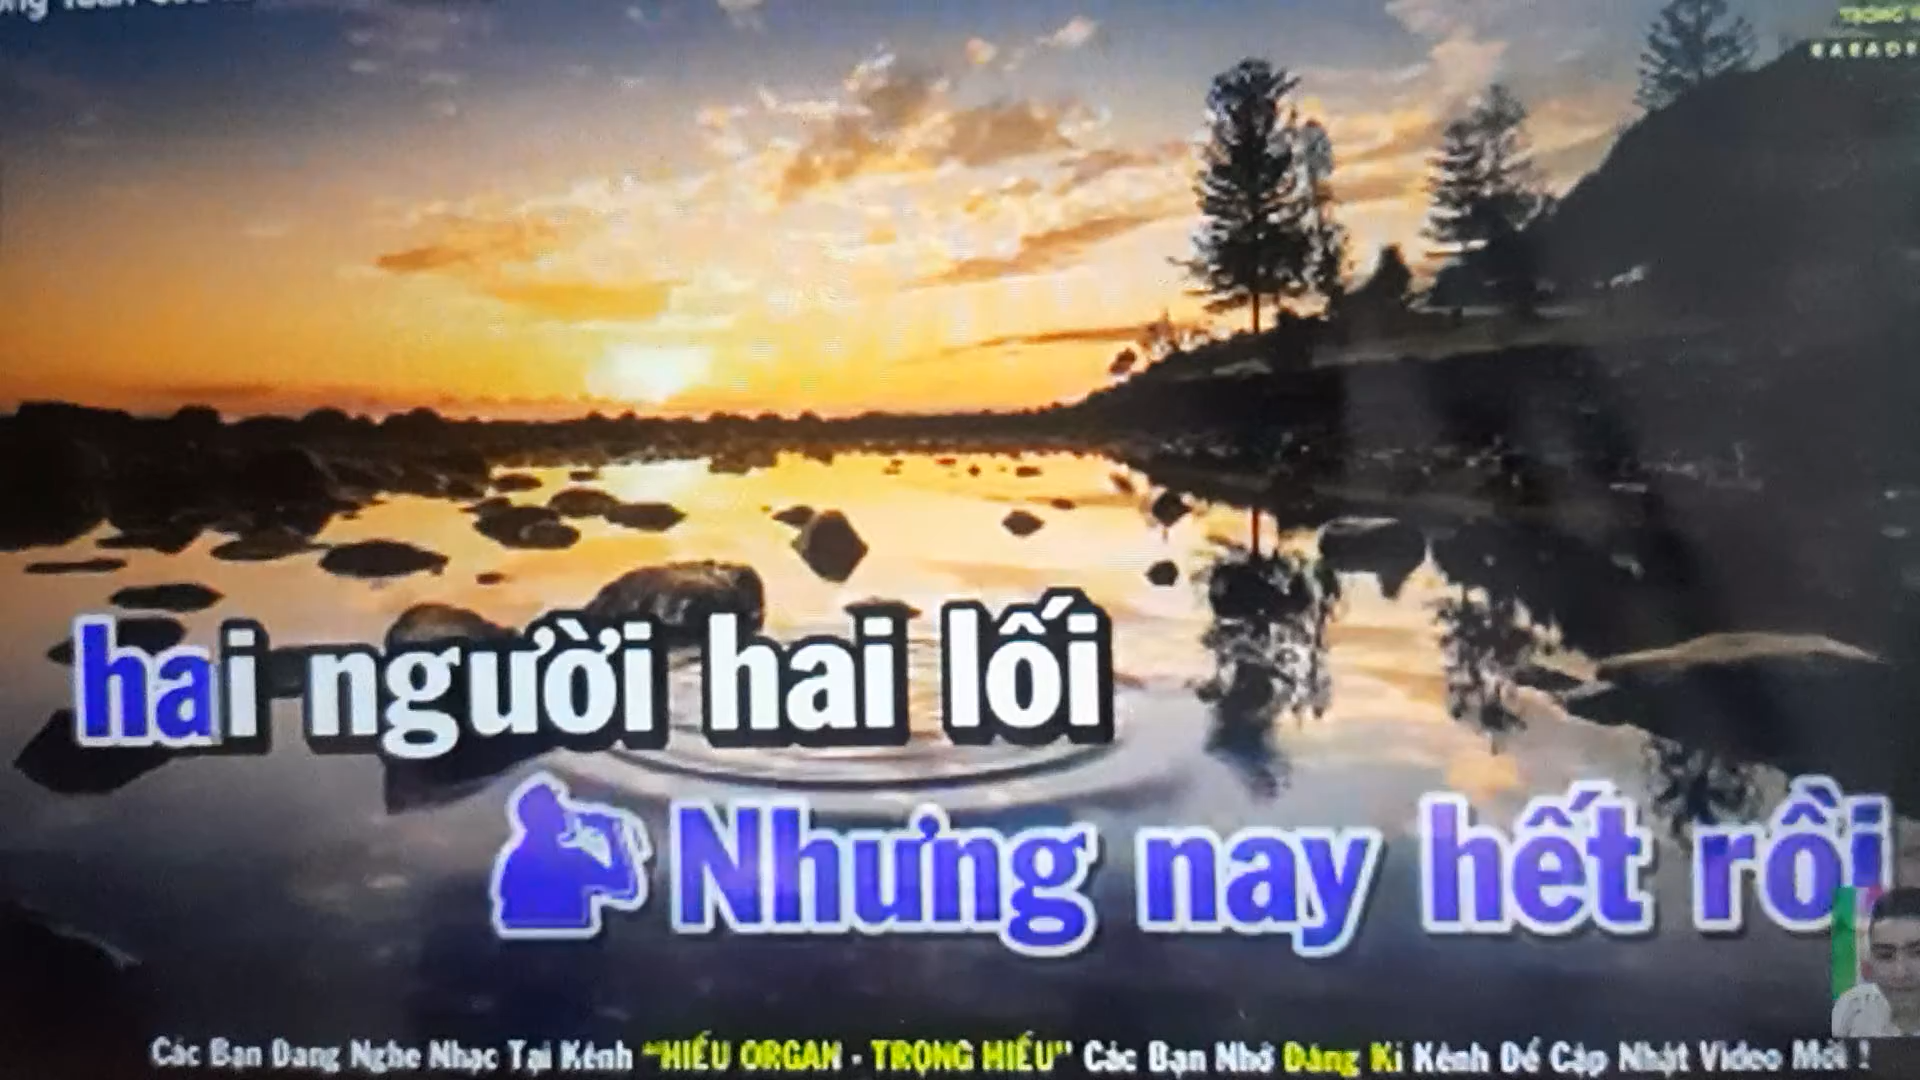 hai người hai lối
Nhưng nay hết rồi
Các Bạn Đang Nghe Nhạc Tại Kênh "HIẾU ORGAN - TRỌNG HIẾU" Các Bạn Nhớ Đăng Kí Kênh Để Cập Nhật Video Mới !